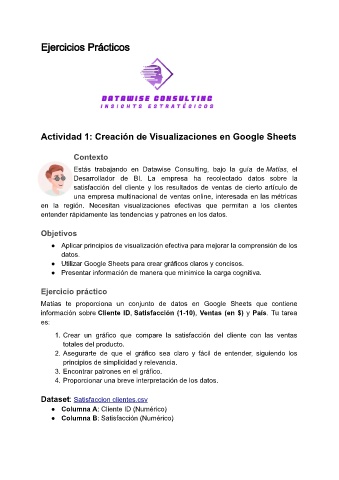 Ejercicios Prácticos
DATAWISE CONSULTING
INSIGHTS ESTRATÉGICOS
Actividad 1: Creación de Visualizaciones en Google Sheets
Contexto
Estás trabajando en Datawise Consulting, bajo la guía de Matías, el
Desarrollador de BI. La empresa ha recolectado datos sobre la
satisfacción del cliente y los resultados de ventas de cierto artículo de
una empresa multinacional de ventas online, interesada en las métricas
en la región. Necesitan visualizaciones efectivas que permitan a los clientes
entender rápidamente las tendencias y patrones en los datos.
Objetivos
● Aplicar principios de visualización efectiva para mejorar la comprensión de los
datos.
● Utilizar Google Sheets para crear gráficos claros y concisos.
● Presentar información de manera que minimice la carga cognitiva.
Ejercicio práctico
Matías te proporciona un conjunto de datos en Google Sheets que contiene
información sobre Cliente ID, Satisfacción (1-10), Ventas (en $) y País. Tu tarea
es:
1. Crear un gráfico que compare la satisfacción del cliente con las ventas
totales del producto.
2. Asegurarte de que el gráfico sea claro y fácil de entender, siguiendo los
principios de simplicidad y relevancia.
3. Encontrar patrones en el gráfico.
4. Proporcionar una breve interpretación de los datos.
Dataset: Satisfaccion clientes.csv
● Columna A: Cliente ID (Numérico)
● Columna B: Satisfacción (Numérico)